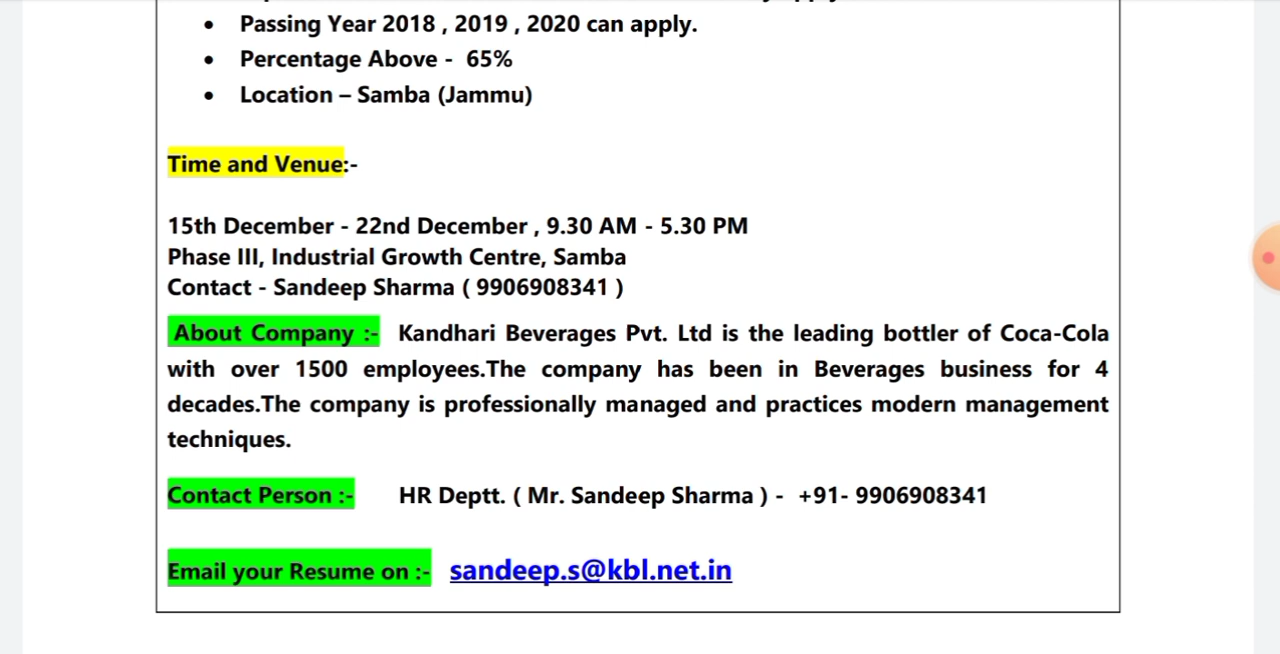 • Passing Year 2018 , 2019 , 2020 can apply.
• Percentage Above - 65%
• Location – Samba (Jammu)
Time and Venue:-
15th December - 22nd December , 9.30 AM - 5.30 PM
Phase III, Industrial Growth Centre, Samba
Contact - Sandeep Sharma ( 9906908341 )
About Company :- Kandhari Beverages Pvt. Ltd is the leading bottler of Coca-Cola
with over 1500 employees.The company has been in Beverages business for 4
decades.The company is professionally managed and practices modern management
techniques.
Contact Person :- HR Deptt. ( Mr. Sandeep Sharma ) - +91- 9906908341
Email your Resume on :- sandeep.s@kbl.net.in